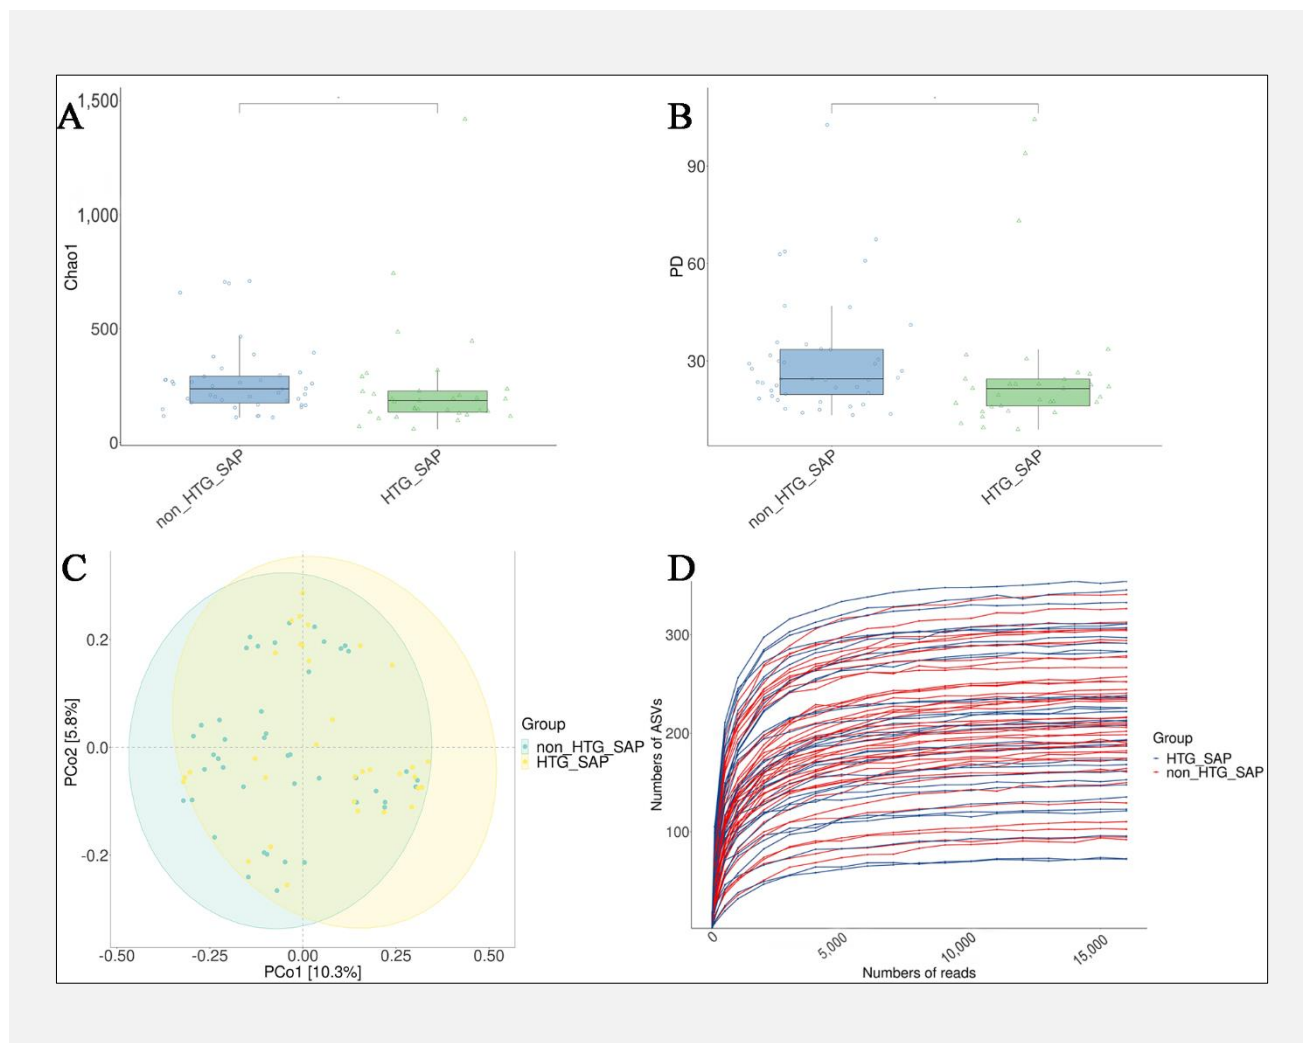 A
1,500
1,000
500
0
Chao1
non_HTG_SAP
HTG_SAP
B
90
60
30
PD
non_HTG_SAP
HTG_SAP
C
0.2
0.0
-0.2
PCo2 [5.8%]
-0.50
-0.25
0.00
0.25
0.50
PCo1 [10.3%]
Group
non_HTG_SAP
HTG_SAP
D
300
200
100
Numbers of ASVs
0
5,000
10,000
15,000
Numbers of reads
Group
HTG_SAP
non_HTG_SAP